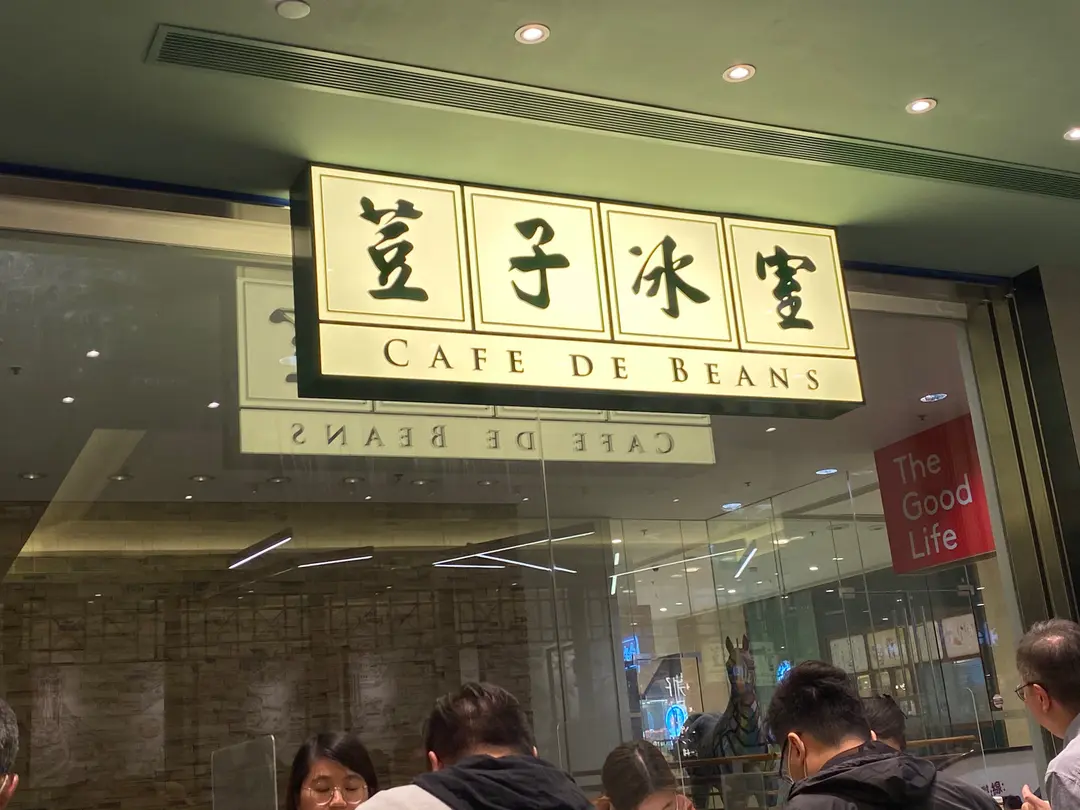 荳子冰室
CAFE DE BEANS
CAFE DE BEANS
The
Good
Life